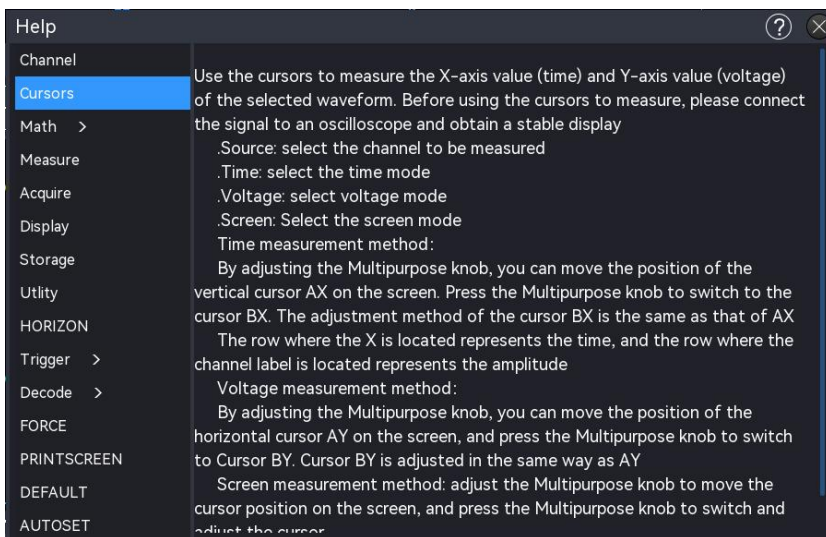 Help
?
Channel
Cursors
Math >
Measure
Acquire
Display
Storage
Utlity
HORIZON
Trigger >
Decode >
FORCE
PRINTSCREEN
DEFAULT
AUTOSET
Use the cursors to measure the X-axis value (time) and Y-axis value (voltage)
of the selected waveform. Before using the cursors to measure, please connect
the signal to an oscilloscope and obtain a stable display
.Source: select the channel to be measured
.Time: select the time mode
.Voltage: select voltage mode
.Screen: Select the screen mode
Time measurement method:
By adjusting the Multipurpose knob, you can move the position of the
vertical cursor AX on the screen. Press the Multipurpose knob to switch to the
cursor BX. The adjustment method of the cursor BX is the same as that of AX
The row where the X is located represents the time, and the row where the
channel label is located represents the amplitude
Voltage measurement method:
By adjusting the Multipurpose knob, you can move the position of the
horizontal cursor AY on the screen, and press the Multipurpose knob to switch
to Cursor BY. Cursor BY is adjusted in the same way as AY
Screen measurement method: adjust the Multipurpose knob to move the
cursor position on the screen, and press the Multipurpose knob to switch and
adjust the cursor